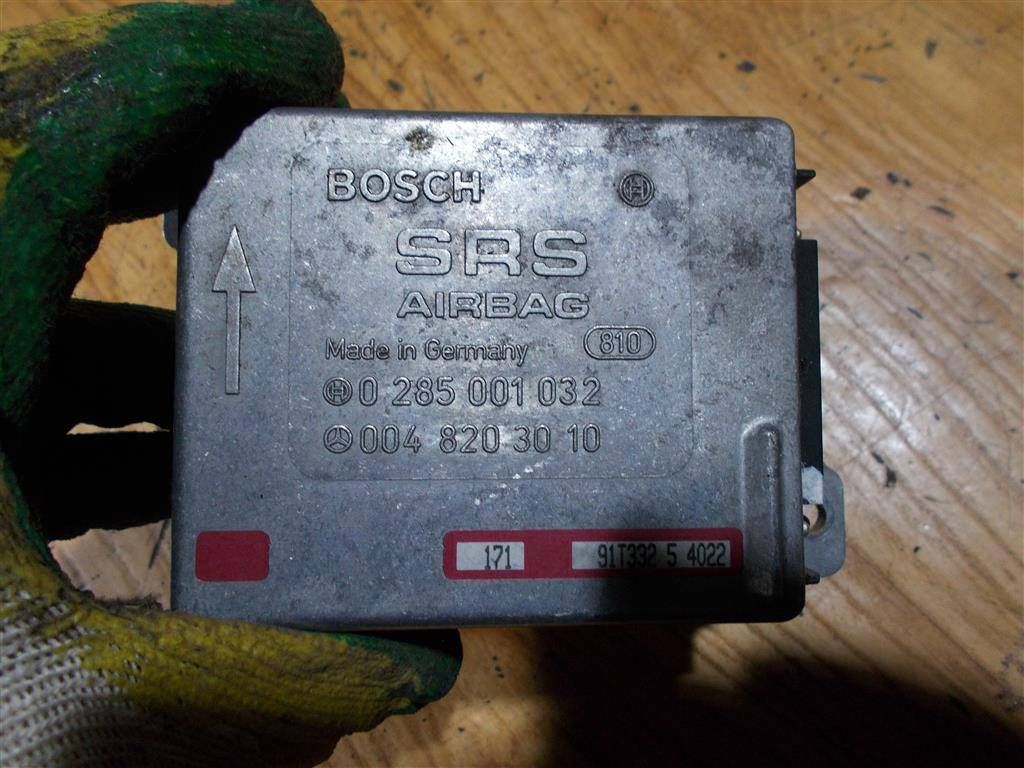 BOSCH
SRS
AIRBAG
Made in Germany 810
0 285 001 032
004 820 30 10
171 91T332 5 4022